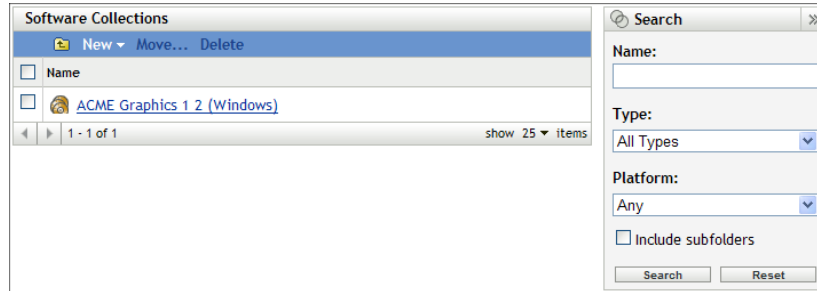 Software Collections
New Move... Delete
Name
ACME Graphics 1 2 (Windows)
1 - 1 of 1 show 25 items
Search
Name:
Type:
All Types
Platform:
Any
Include subfolders
Search Reset